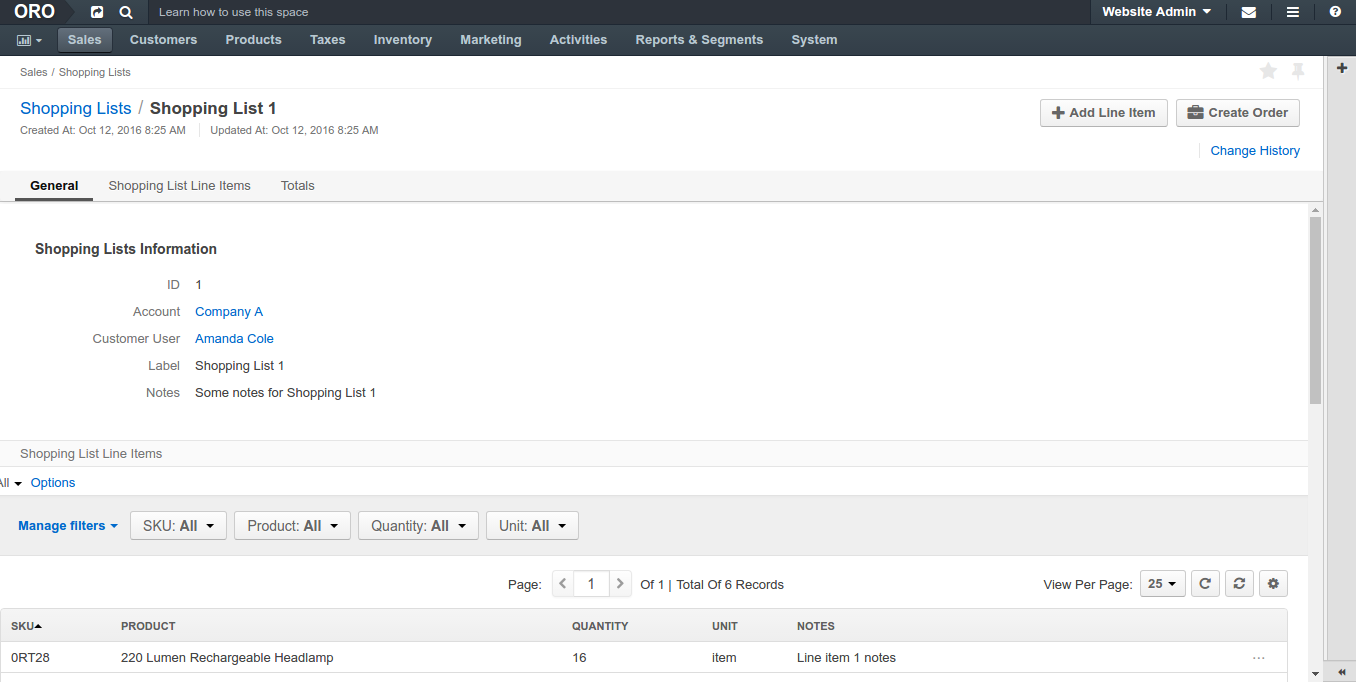 ORO Learn how to use this space Website Admin
Sales Customers Products Taxes Inventory Marketing Activities Reports & Segments System
Sales / Shopping Lists
Shopping Lists / Shopping List 1
Add Line Item Create Order
Created At: Oct 12, 2016 8:25 AM Updated At: Oct 12, 2016 8:25 AM
Change History
General Shopping List Line Items Totals
Shopping Lists Information
ID 1
Account Company A
Customer User Amanda Cole
Label Shopping List 1
Notes Some notes for Shopping List 1
Shopping List Line Items
Options
Manage filters SKU: All Product: All Quantity: All Unit: All
Page: 1 Of 1 | Total Of 6 Records View Per Page: 25
SKU PRODUCT QUANTITY UNIT NOTES
0RT28 220 Lumen Rechargeable Headlamp 16 item Line item 1 notes ...